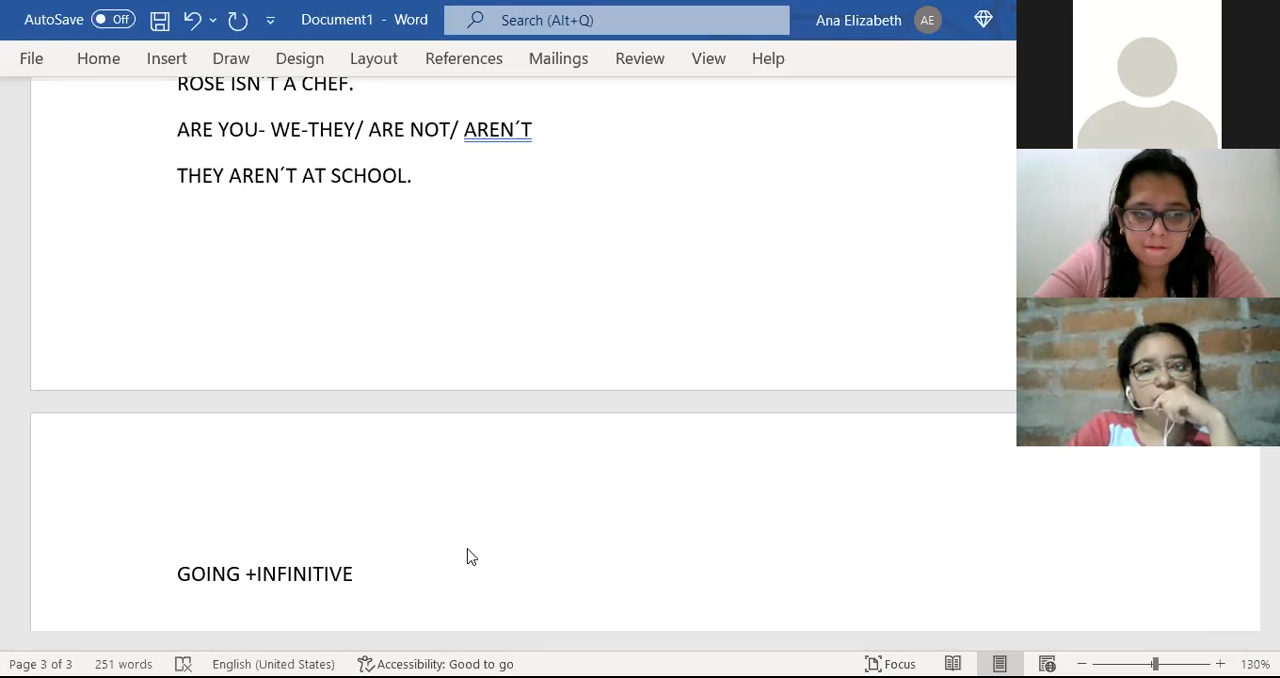 AutoSave Off Document1 - Word Search (Alt+Q) Ana Elizabeth AE
File Home Insert Draw Design Layout References Mailings Review View Help
ROSE ISN´T A CHEF.
ARE YOU- WE-THEY/ ARE NOT/ AREN´T
THEY AREN´T AT SCHOOL.
GOING +INFINITIVE
Page 3 of 3 251 words English (United States) Accessibility: Good to go Focus 130%